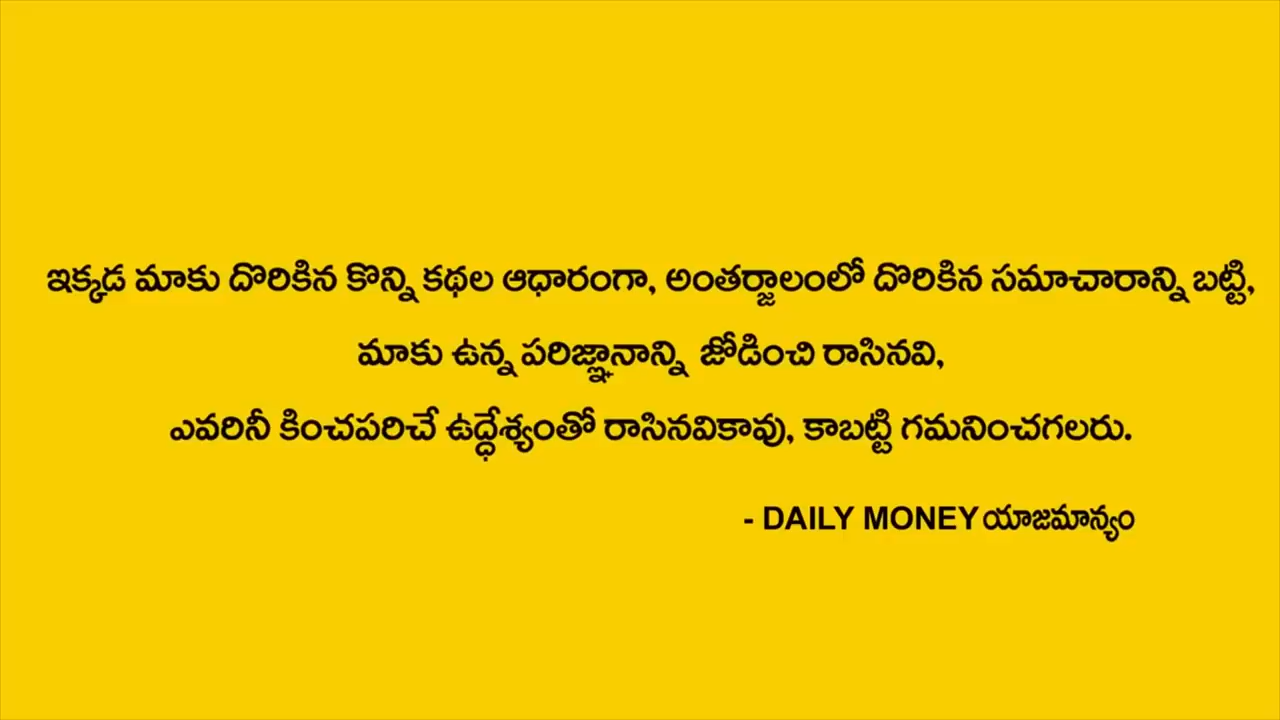 ఇక్కడ మాకు దొరికిన కొన్ని కథల ఆధారంగా, అంతర్జాలంలో దొరికిన సమాచారాన్ని బట్టి,
మాకు ఉన్న పరిజ్ఞానాన్ని జోడించి రాసినవి,
ఎవరినీ కించపరిచే ఉద్ధేశ్యంతో రాసినవికావు, కాబట్టి గమనించగలరు.
- DAILY MONEY యాజమాన్యం